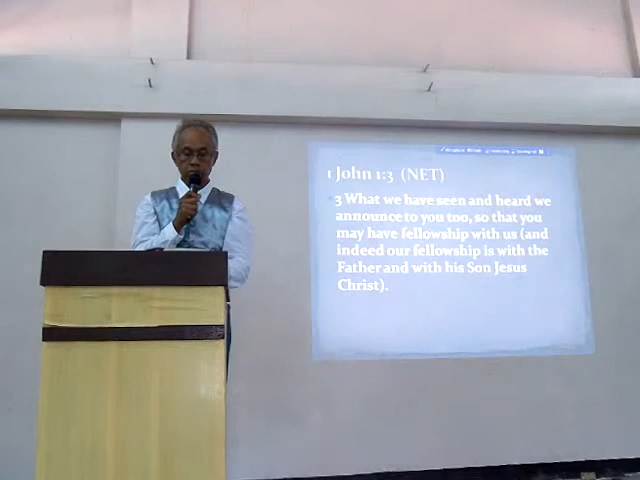 1 John 1:3 (NET)
3 What we have seen and heard we
announce to you too, so that you
may have fellowship with us (and
indeed our fellowship is with the
Father and with his Son Jesus
Christ).